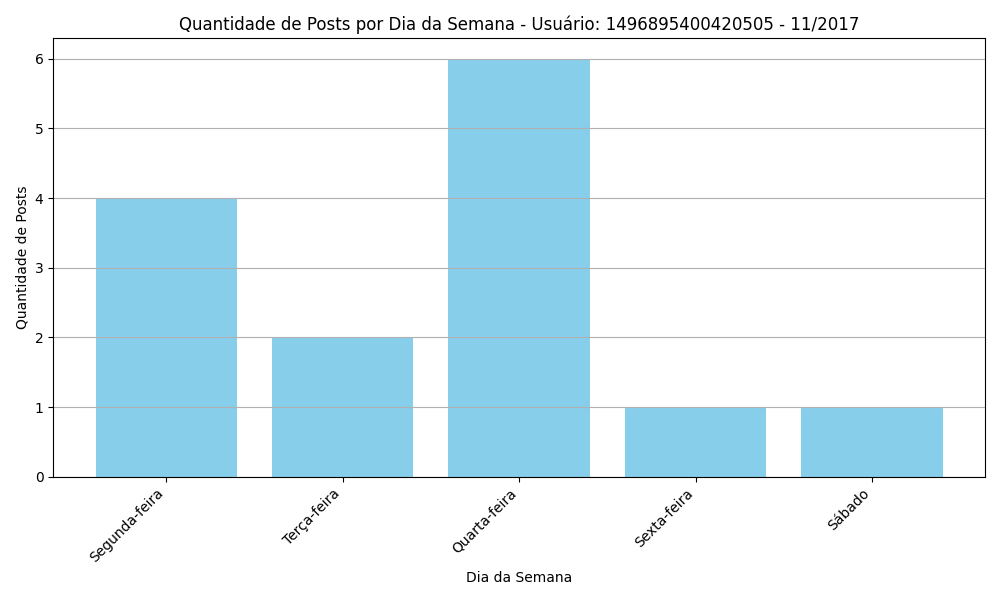 Quantidade de Posts por Dia da Semana - Usuário: 1496895400420505 - 11/2017
Quantidade de Posts
6
5
4
3
2
1
0
Segunda-feira
Terça-feira
Quarta-feira
Sexta-feira
Sábado
Dia da Semana